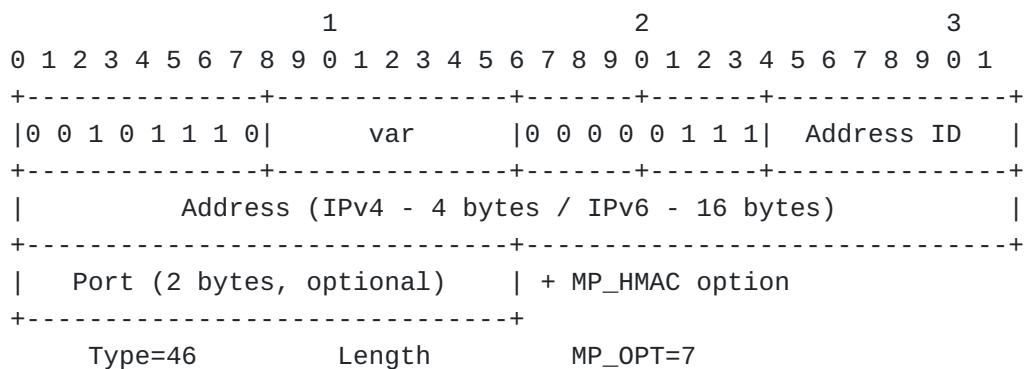 1                   2                   3
 0 1 2 3 4 5 6 7 8 9 0 1 2 3 4 5 6 7 8 9 0 1 2 3 4 5 6 7 8 9 0 1
+---------------+---------------+-------+-------+---------------+
|0 0 1 0 1 1 1 0|      var      |0 0 0 0 0 1 1 1|  Address ID   |
+---------------+---------------+-------+-------+---------------+
|          Address (IPv4 - 4 bytes / IPv6 - 16 bytes)           |
+-------------------------------+-------------------------------+
|   Port (2 bytes, optional)    | + MP_HMAC option
+-------------------------------+
     Type=46         Length         MP_OPT=7